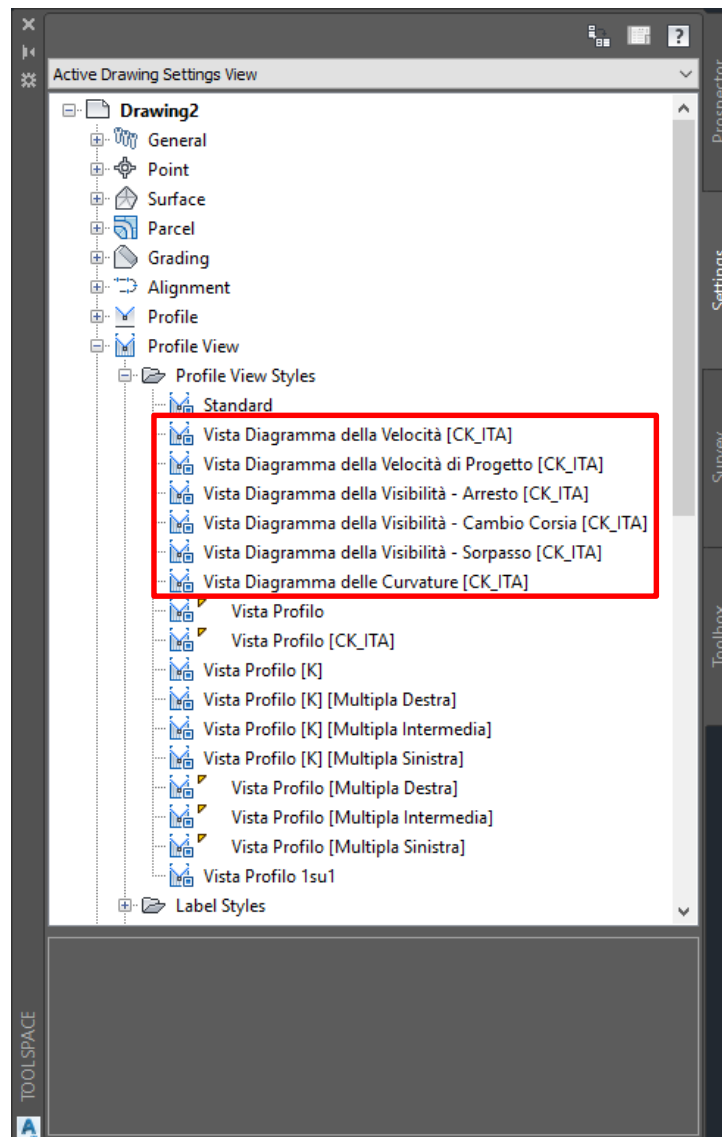 Active Drawing Settings View
Drawing2
General
Point
Surface
Parcel
Grading
Alignment
Profile
Profile View
Profile View Styles
Standard
Vista Diagramma della Velocità [CK_ITA]
Vista Diagramma della Velocità di Progetto [CK_ITA]
Vista Diagramma della Visibilità - Arresto [CK_ITA]
Vista Diagramma della Visibilità - Cambio Corsia [CK_ITA]
Vista Diagramma della Visibilità - Sorpasso [CK_ITA]
Vista Diagramma delle Curvature [CK_ITA]
Vista Profilo
Vista Profilo [CK_ITA]
Vista Profilo [K]
Vista Profilo [K] [Multipla Destra]
Vista Profilo [K] [Multipla Intermedia]
Vista Profilo [K] [Multipla Sinistra]
Vista Profilo [Multipla Destra]
Vista Profilo [Multipla Intermedia]
Vista Profilo [Multipla Sinistra]
Vista Profilo 1su1
Label Styles
Prospector
Settings
Survey
Toolbox
TOOLSPACE